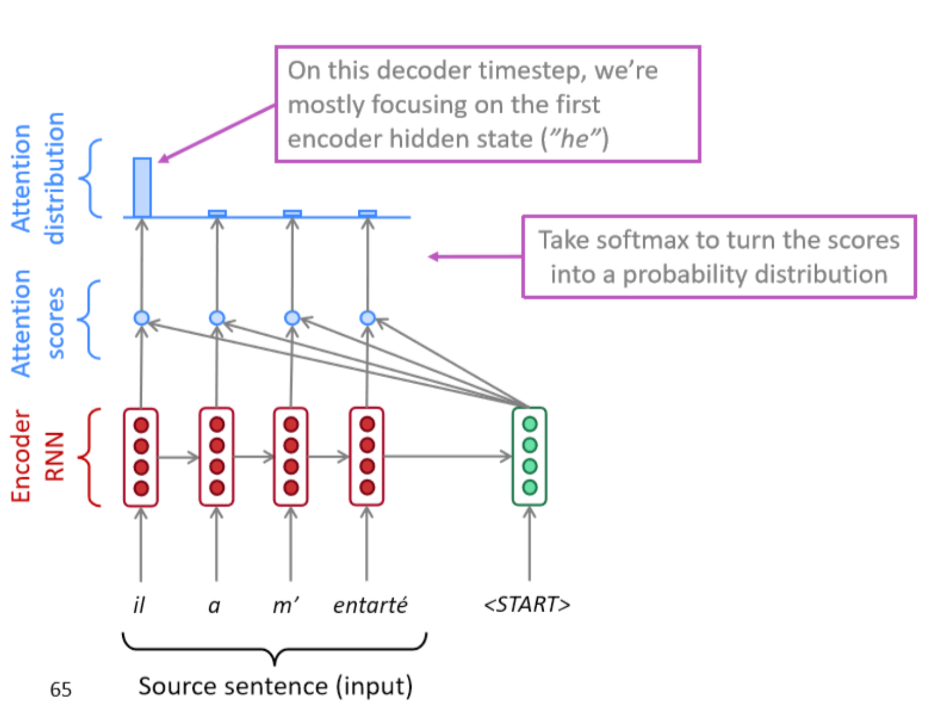 On this decoder timestep, we’re
mostly focusing on the first
encoder hidden state (”he”)
Attention
distribution
Take softmax to turn the scores
into a probability distribution
Attention
scores
Encoder
RNN
il a m’ entarté <START>
Source sentence (input)
65